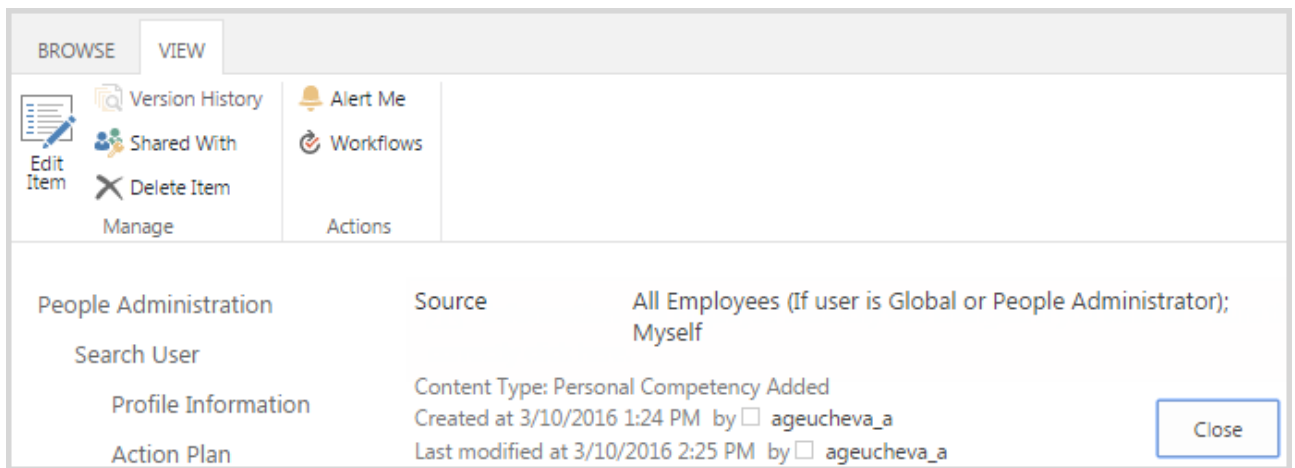 BROWSE VIEW
Version History
Alert Me
Shared With
Workflows
Edit
Item
Delete Item
Manage
Actions
People Administration
Search User
Profile Information
Action Plan
Source
All Employees (If user is Global or People Administrator);
Myself
Content Type: Personal Competency Added
Created at 3/10/2016 1:24 PM by ageucheva_a
Last modified at 3/10/2016 2:25 PM by ageucheva_a
Close